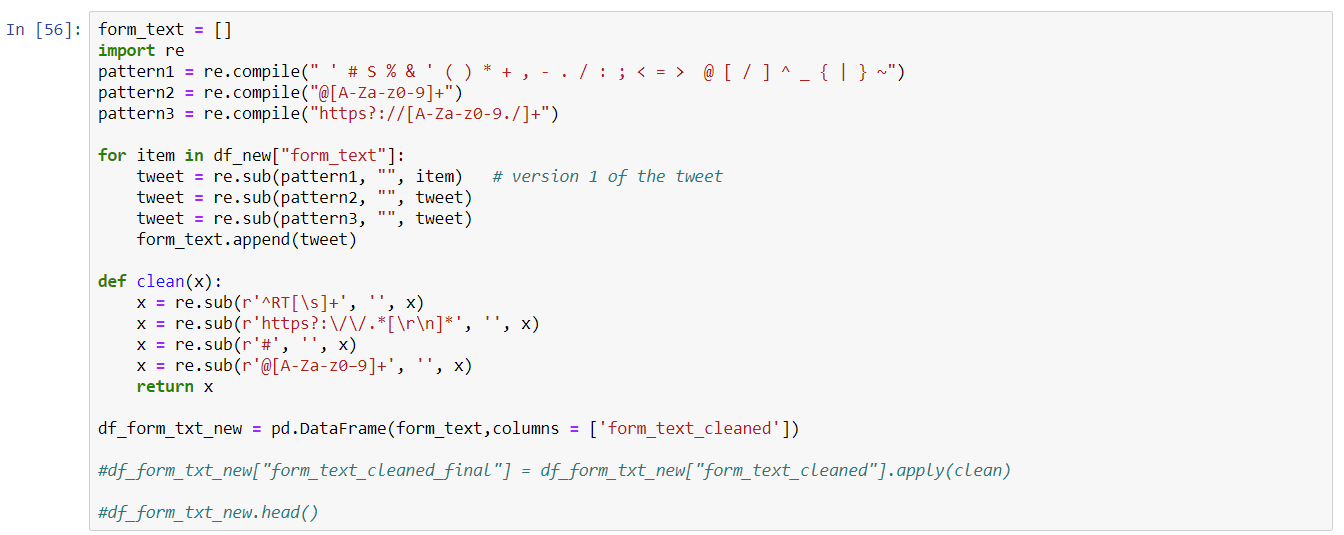 In [56]: form_text = []
import re
pattern1 = re.compile(" ' # S % & ' ( ) * + , - . / : ; < = >  @ [ / ] ^ _ { | } ~")
pattern2 = re.compile("@[A-Za-z0-9]+")
pattern3 = re.compile("https?://[A-Za-z0-9./]+")
for item in df_new["form_text"]:
    tweet = re.sub(pattern1, "", item)   # version 1 of the tweet
    tweet = re.sub(pattern2, "", tweet)
    tweet = re.sub(pattern3, "", tweet)
    form_text.append(tweet)
def clean(x):
    x = re.sub(r'^RT[\s]+', '', x)
    x = re.sub(r'https?:\/\/.*[\r\n]*', '', x)
    x = re.sub(r'#', '', x)
    x = re.sub(r'@[A-Za-z0–9]+', '', x)
    return x
df_form_txt_new = pd.DataFrame(form_text,columns = ['form_text_cleaned'])
#df_form_txt_new["form_text_cleaned_final"] = df_form_txt_new["form_text_cleaned"].apply(clean)
#df_form_txt_new.head()